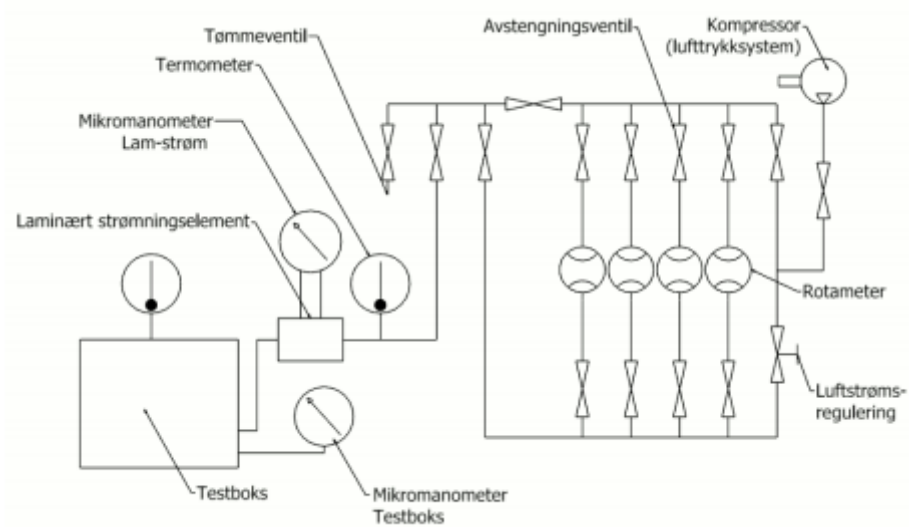 Tømmeventil
Termometer
Mikromanometer
Lam-strøm
Laminært strømningselement
Avstengningsventil
Kompressor
(lufttrykksystem)
Rotameter
Luftstrøms-
regulering
Testboks
Mikromanometer
Testboks